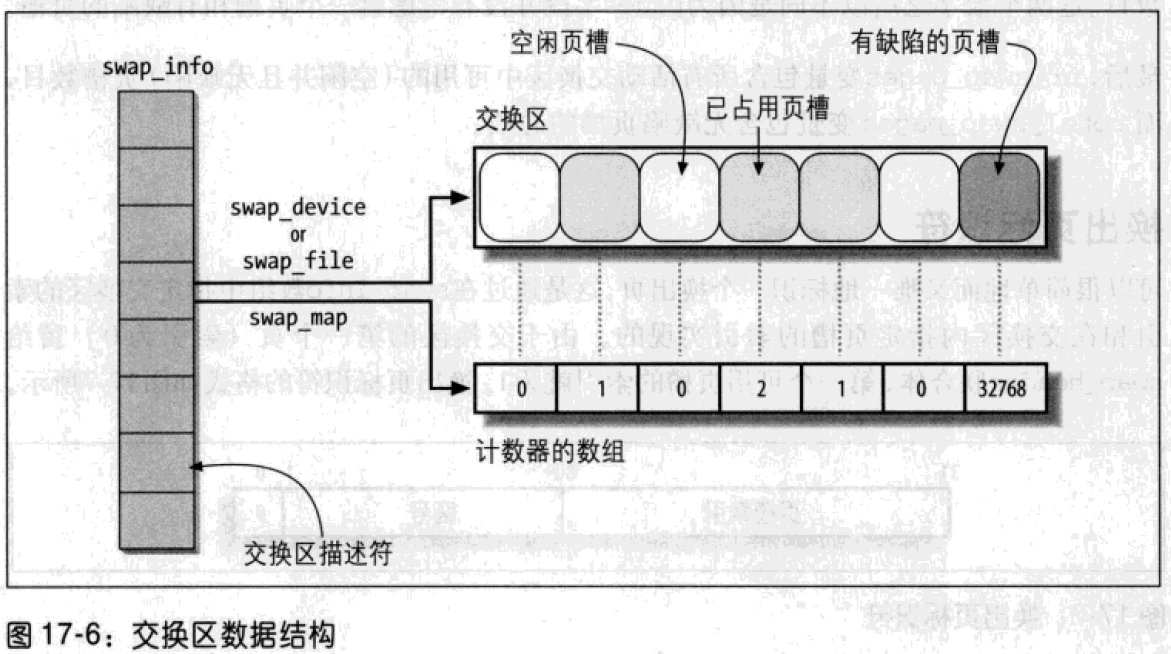 swap_info
空闲页槽
有缺陷的页槽
已占用页槽
交换区
swap_device
or
swap_file
swap_map
0 1 0 2 1 0 32768
计数器的数组
交换区描述符
图 17-6：交换区数据结构